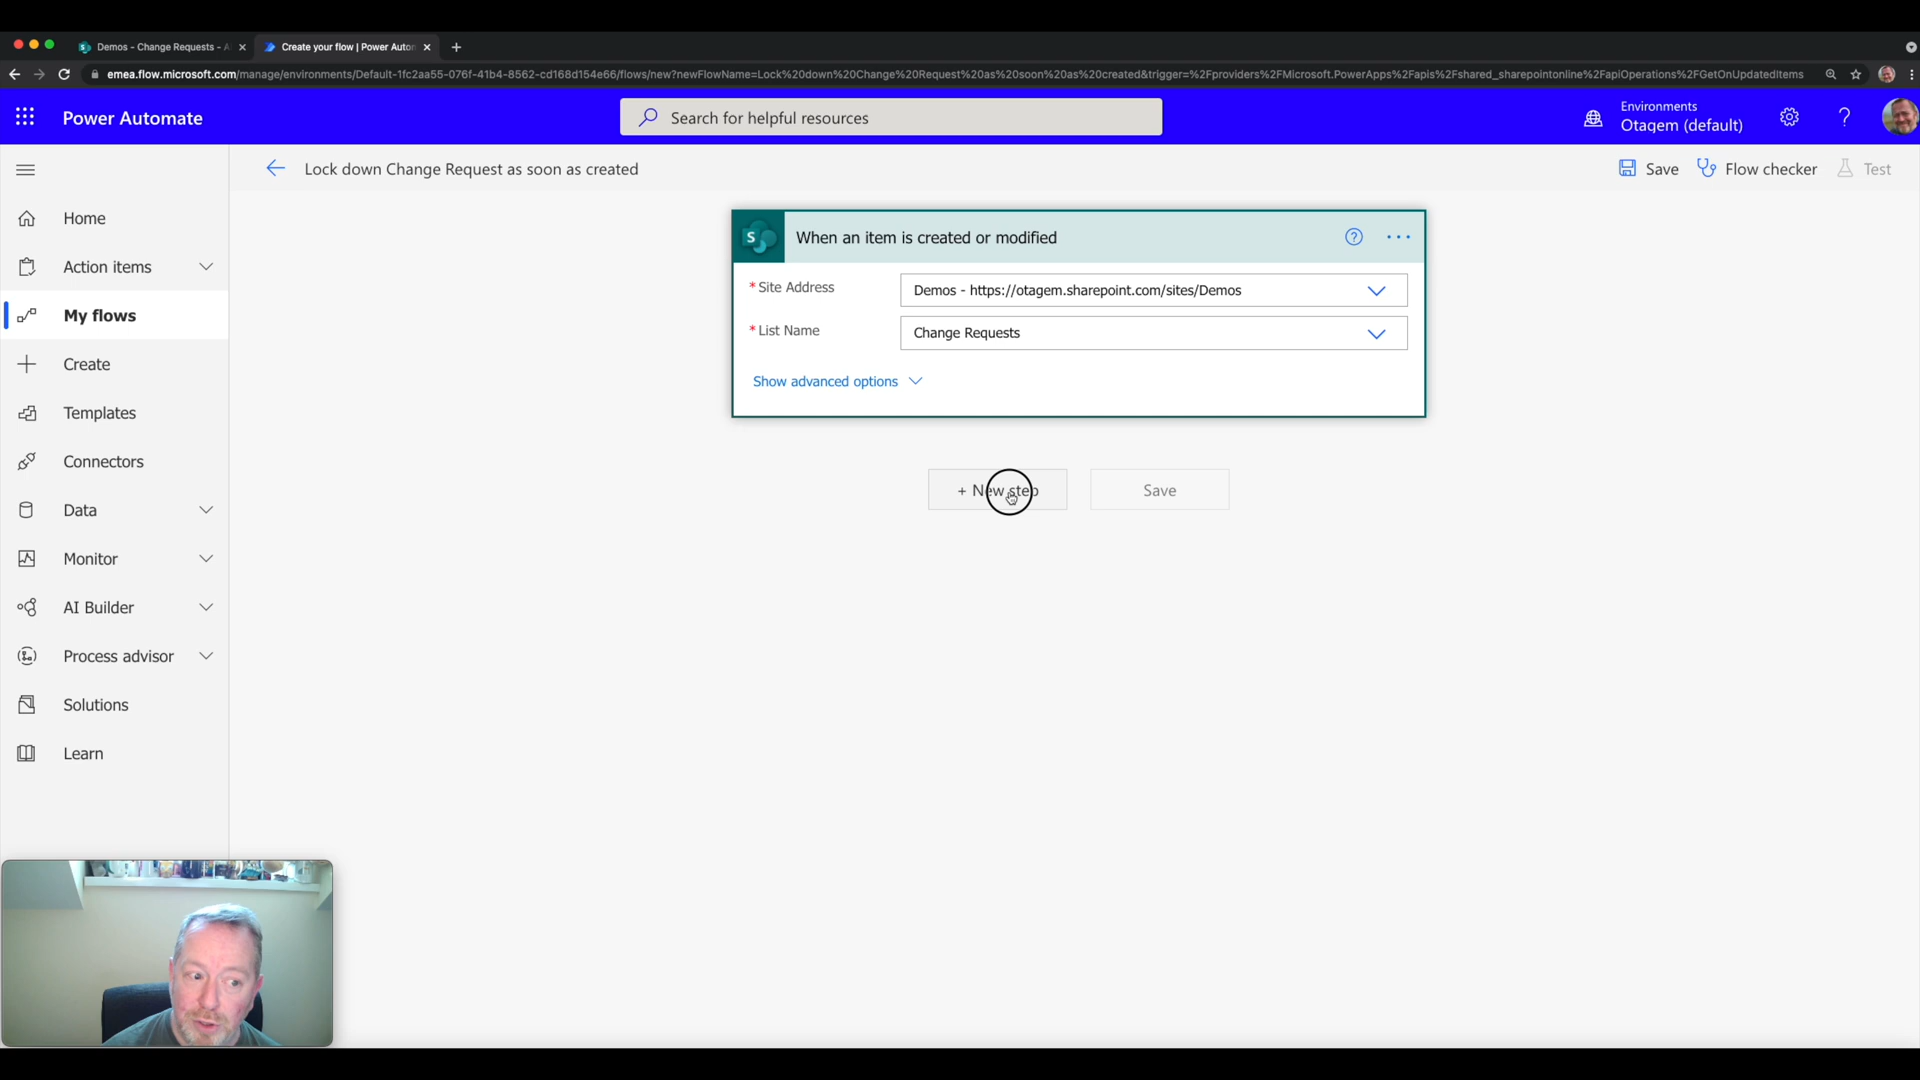 Demos - Change Requests - A
Create your flow | Power Autom
emea.flow.microsoft.com/manage/environments/Default-1fc2aa55-076f-41b4-8562-cd168d154e66/flows/new?newFlowName=Lock%20down%20Change%20Request%20as%20soon%20as%20created&trigger=%2Fproviders%2FMicrosoft.PowerApps%2Fapis%2Fshared_sharepointonline%2FapiOperations%2FGetOnUpdatedItems
Power Automate
Search for helpful resources
Environments
Otagem (default)
Lock down Change Request as soon as created
Save
Flow checker
Test
Home
Action items
My flows
Create
Templates
Connectors
Data
Monitor
AI Builder
Process advisor
Solutions
Learn
S
When an item is created or modified
* Site Address
Demos - https://otagem.sharepoint.com/sites/Demos
* List Name
Change Requests
Show advanced options
+ New step
Save